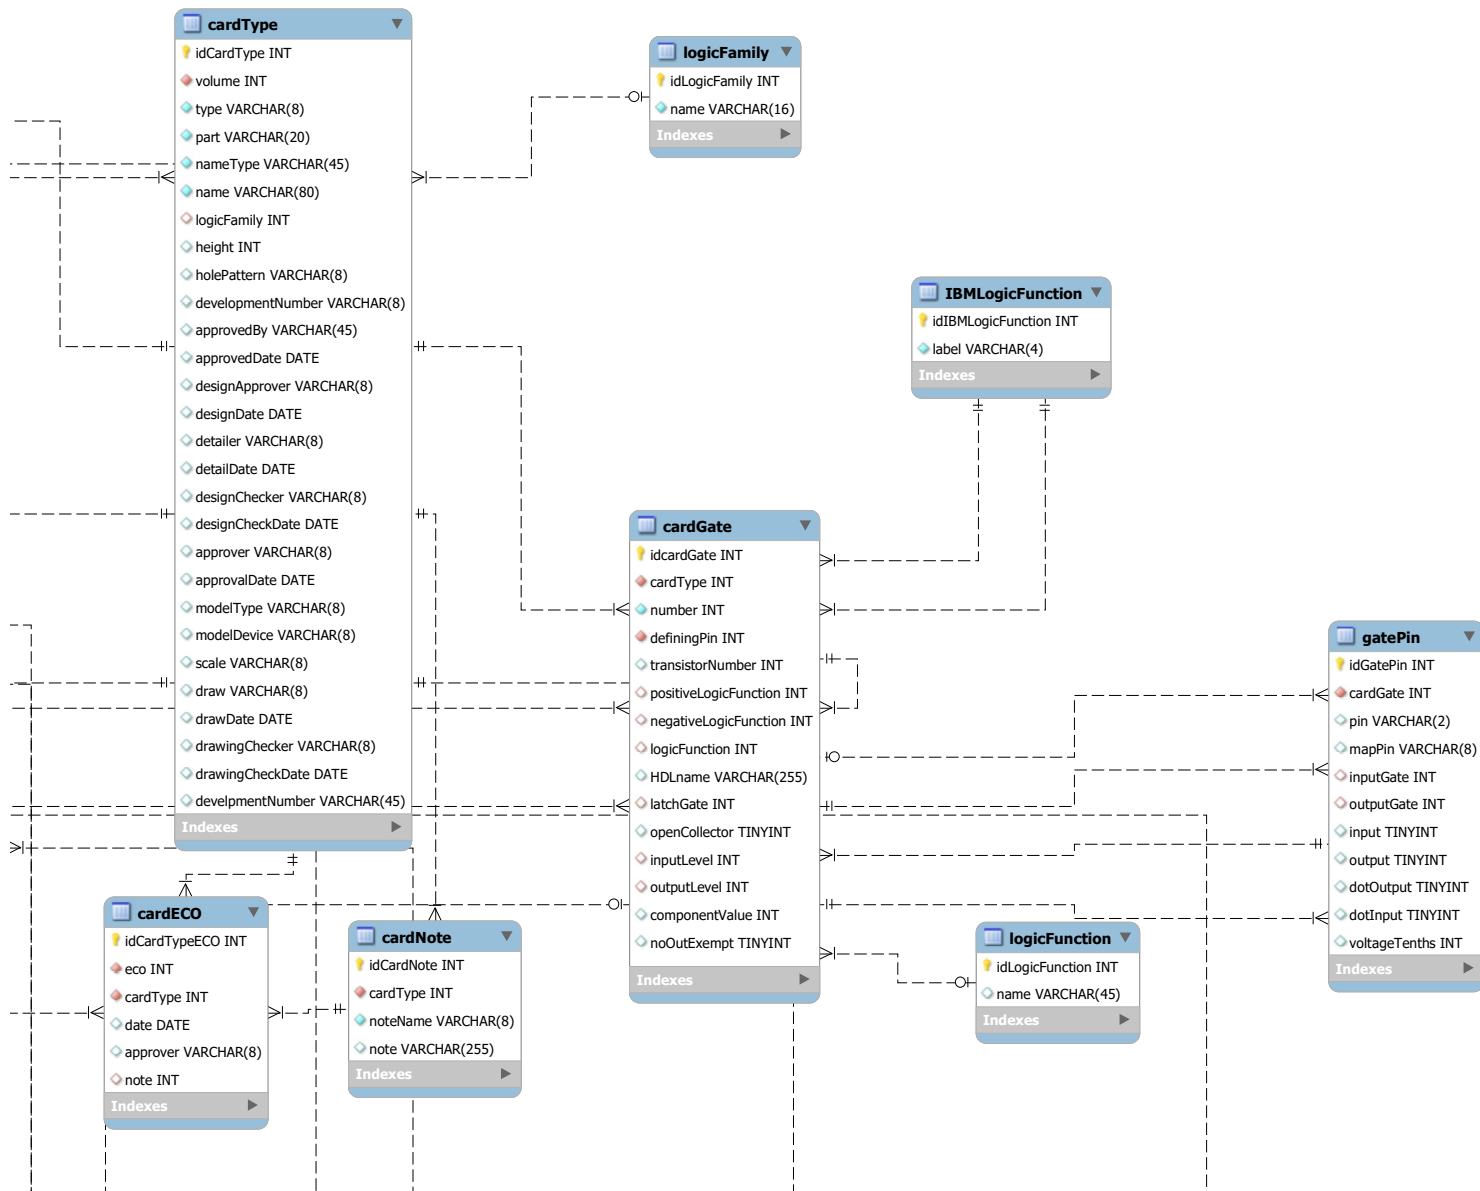 cardType
idCardType INT
volume INT
type VARCHAR(8)
part VARCHAR(20)
nameType VARCHAR(45)
name VARCHAR(80)
logicFamily INT
height INT
holePattern VARCHAR(8)
developmentNumber VARCHAR(8)
approvedBy VARCHAR(45)
approvedDate DATE
designApprover VARCHAR(8)
designDate DATE
detailer VARCHAR(8)
detailDate DATE
designChecker VARCHAR(8)
designCheckDate DATE
approver VARCHAR(8)
approvalDate DATE
modelType VARCHAR(8)
modelDevice VARCHAR(8)
scale VARCHAR(8)
draw VARCHAR(8)
drawDate DATE
drawingChecker VARCHAR(8)
drawingCheckDate DATE
develpmentNumber VARCHAR(45)
Indexes
logicFamily
idLogicFamily INT
name VARCHAR(16)
Indexes
IBMLogicFunction
idIBMLogicFunction INT
label VARCHAR(4)
Indexes
cardGate
idcardGate INT
cardType INT
number INT
definingPin INT
transistorNumber INT
positiveLogicFunction INT
negativeLogicFunction INT
logicFunction INT
HDLname VARCHAR(255)
latchGate INT
openCollector TINYINT
inputLevel INT
outputLevel INT
componentValue INT
noOutExempt TINYINT
Indexes
gatePin
idGatePin INT
cardGate INT
pin VARCHAR(2)
mapPin VARCHAR(8)
inputGate INT
outputGate INT
input TINYINT
output TINYINT
dotOutput TINYINT
dotInput TINYINT
voltageTenths INT
Indexes
cardECO
idCardTypeECO INT
eco INT
cardType INT
date DATE
approver VARCHAR(8)
note INT
Indexes
cardNote
idCardNote INT
cardType INT
noteName VARCHAR(8)
note VARCHAR(255)
Indexes
logicFunction
idLogicFunction INT
name VARCHAR(45)
Indexes